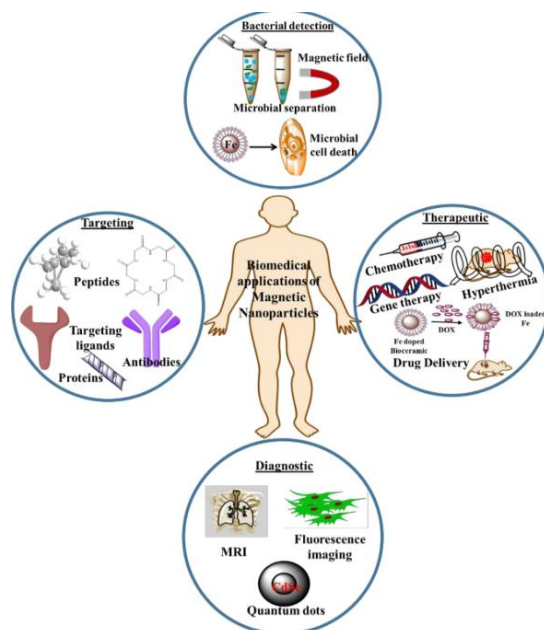 Bacterial detection
Magnetic field
Microbial separation
Fe
Microbial
cell death
Targeting
Peptides
Targeting
ligands
Antibodies
Proteins
Biomedical
applications of
Magnetic
Nanoparticles
Therapeutic
Chemotherapy
Hyperthermia
Gene therapy
DOX
DOX loaded
Fe
Fe doped
Bioceramic
Drug Delivery
Diagnostic
MRI
Fluorescence
imaging
Quantum dots